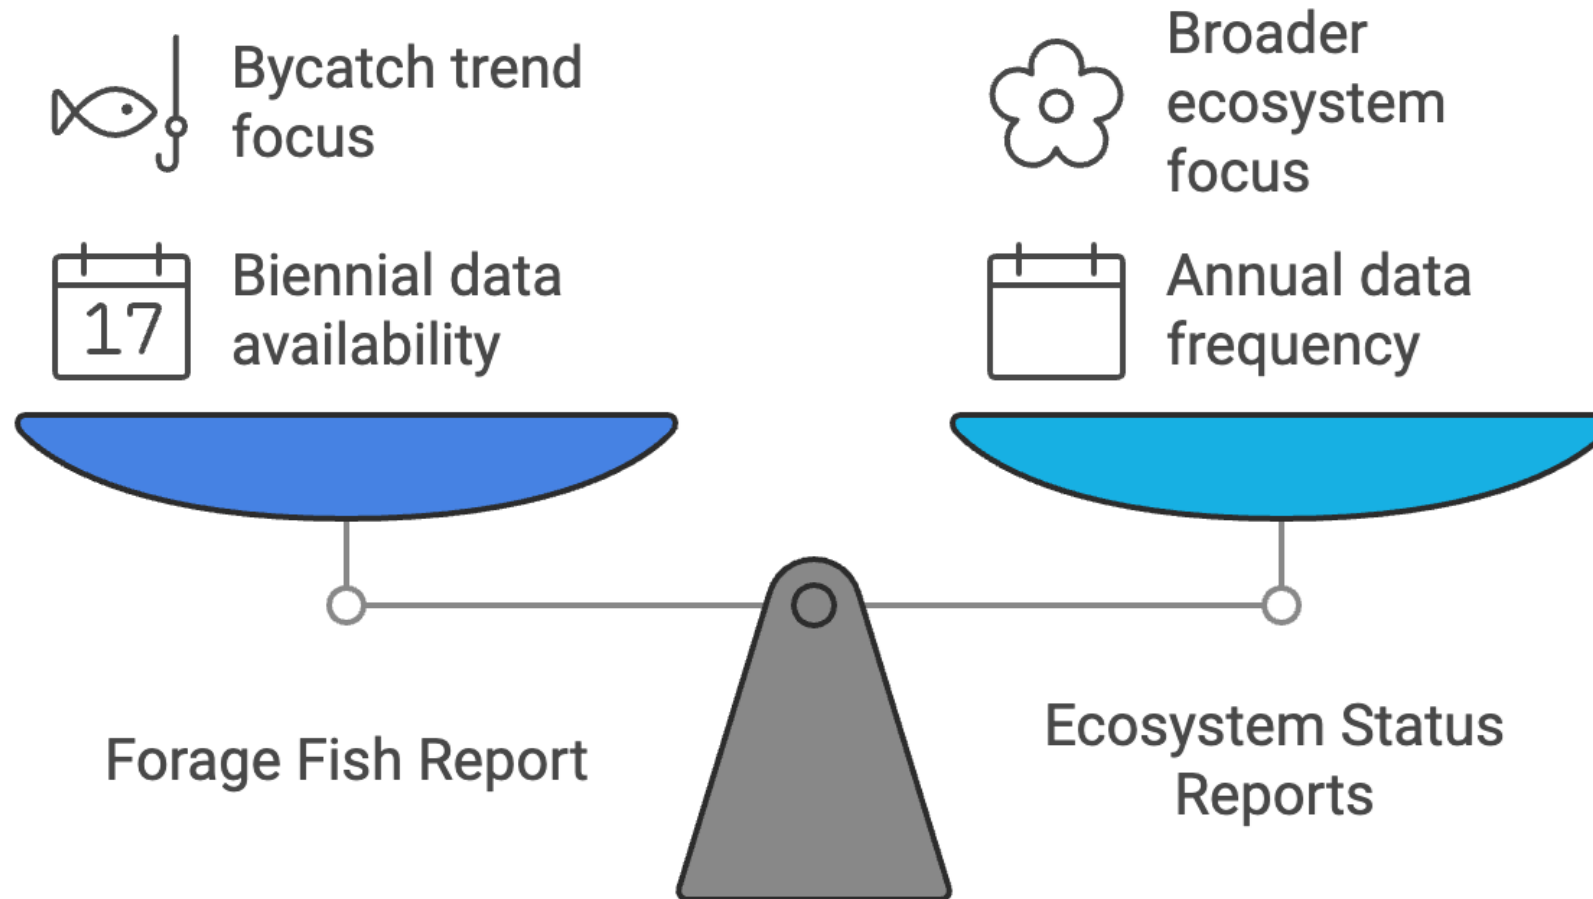 Bycatch trend
focus
Biennial data
availability
17
Broader
ecosystem
focus
Annual data
frequency
Forage Fish Report
Ecosystem Status
Reports